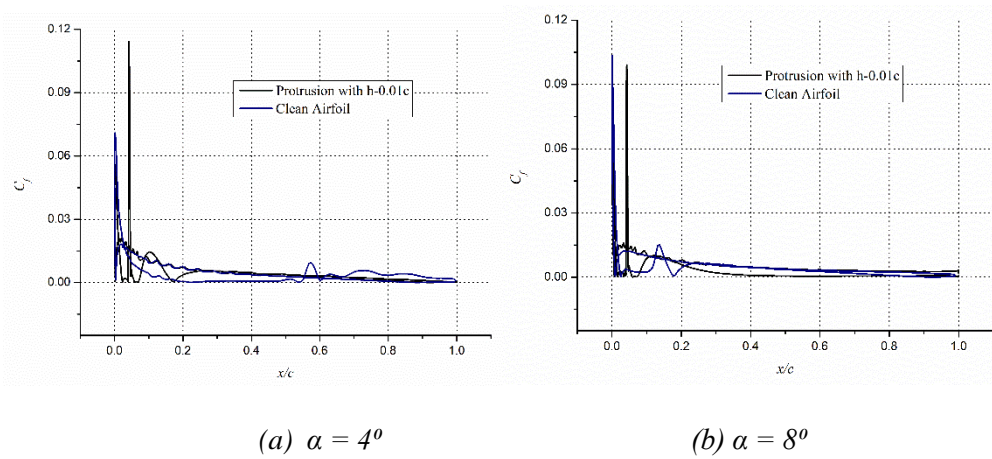 0.12
0.09
0.06
0.03
0.00
C_f
Protrusion with h-0.01c
Clean Airfoil
0.0 0.2 0.4 0.6 0.8 1.0
x/c
(a) α = 4º
0.12
0.09
0.06
0.03
0.00
C_f
Protrusion with h-0.01c
Clean Airfoil
0.0 0.2 0.4 0.6 0.8 1.0
x/c
(b) α = 8º